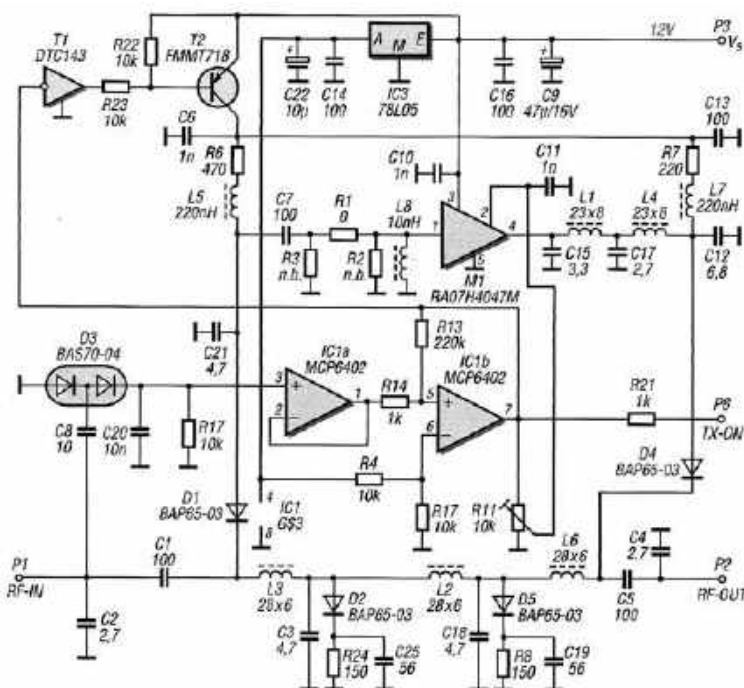 T1
DTC143
R22
10k
T2
FMMT718
R23
10k
A M E
IC3
78L05
C22
10µ
C14
100
C16
100
C9
47µ/16V
12V
P3
Vs
C13
100
C6
1n
R6
470
L5
220nH
C10
1n
C11
1n
R7
220
L7
220nH
C7
100
R1
0
L8
10nH
R3
n.b.
R2
n.b.
1
3
2
4
5
M1
RA07H4047M
L1
23x6
L4
23x6
C15
3,3
C17
2,7
C12
6,8
D3
BAS70-04
C21
4,7
IC1a
MCP6402
3
+
2
−
1
R14
1k
R13
220k
IC1b
MCP6402
5
+
6
−
7
R21
1k
P6
TX-ON
C8
10
C20
10n
R17
10k
R4
10k
D1
BAP65-03
4
IC1
G$3
8
R17
10k
R11
10k
D4
BAP65-03
P1
RF-IN
C1
100
C2
2,7
L3
28x6
C3
4,7
D2
BAP65-03
R24
150
C25
56
L2
28x6
C18
4,7
D5
BAP65-03
R8
150
C19
56
L6
28x6
C4
2,7
C5
100
P2
RF-OUT